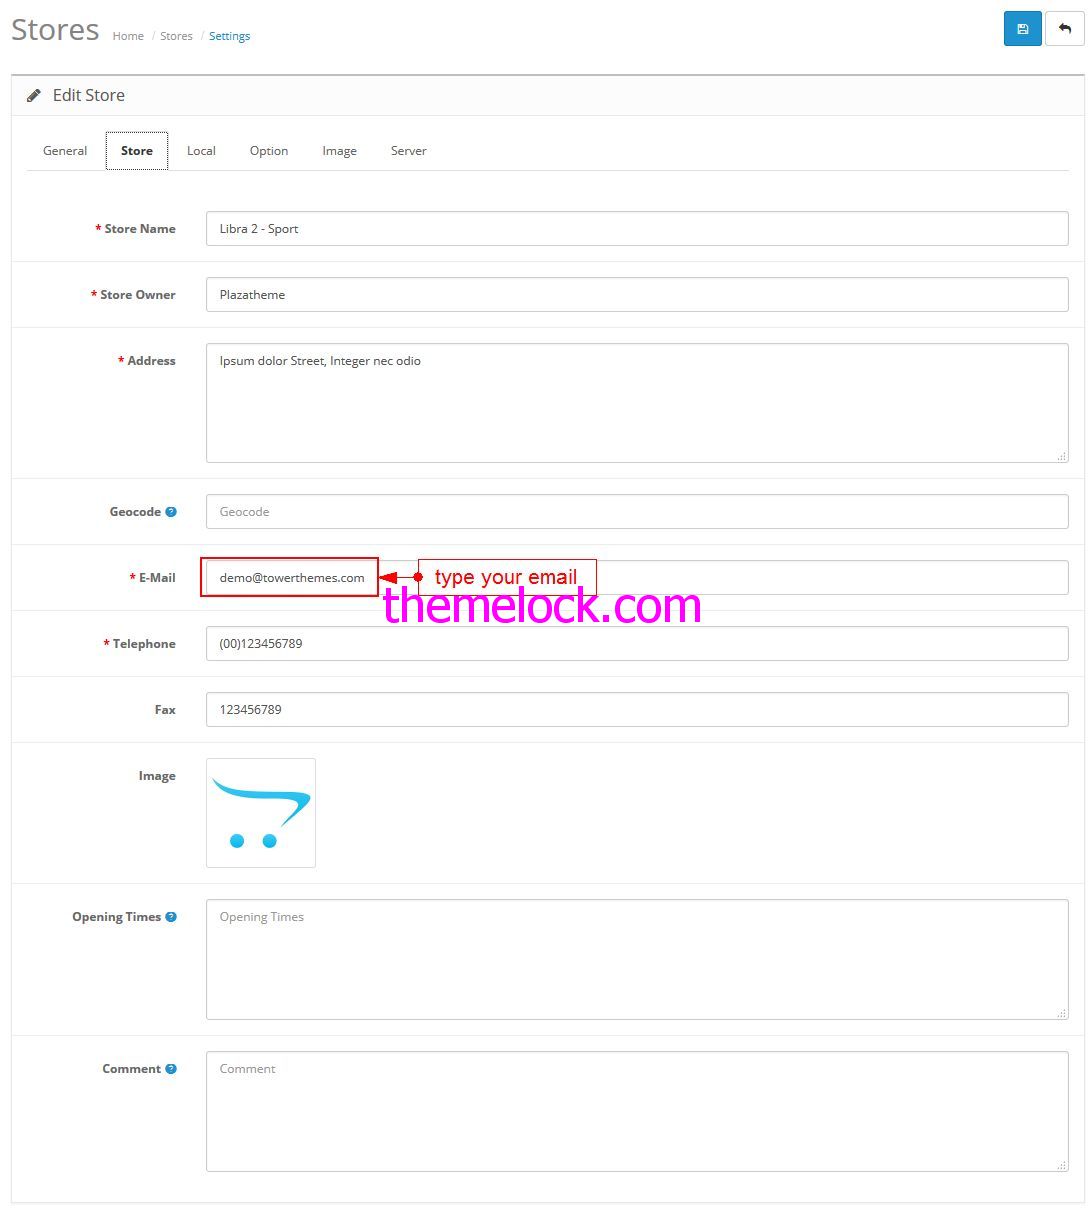 Stores Home / Stores / Settings
Edit Store
General Store Local Option Image Server
* Store Name Libra 2 - Sport
* Store Owner Plazatheme
* Address Ipsum dolor Street, Integer nec odio
Geocode ? Geocode
* E-Mail demo@towerthemes.com type your email
themelock.com
* Telephone (00)123456789
Fax 123456789
Image
Opening Times ? Opening Times
Comment ? Comment